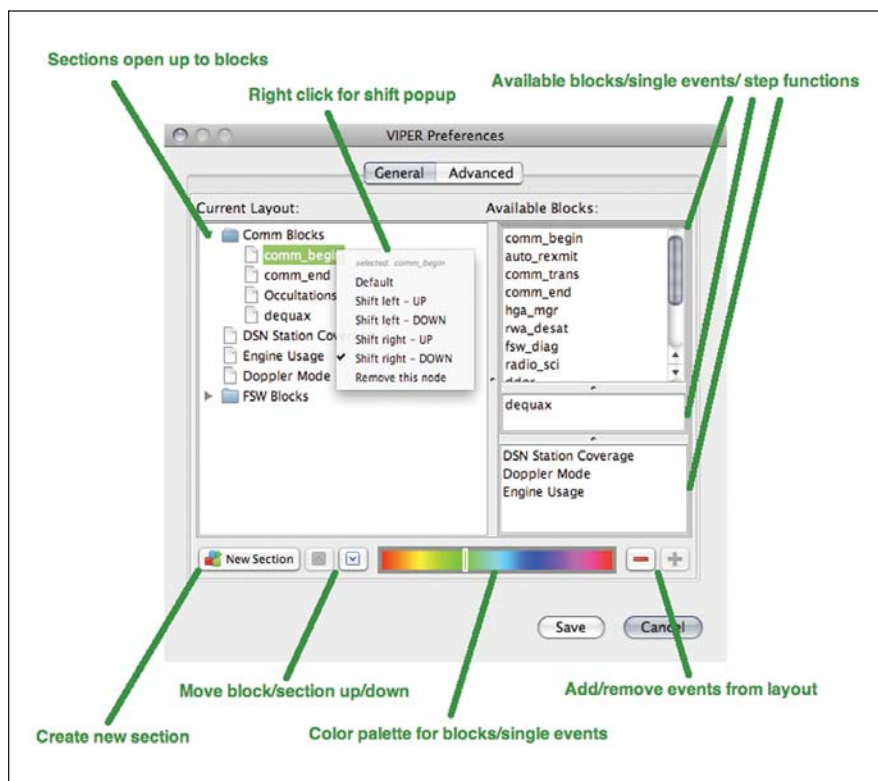 Sections open up to blocks
Right click for shift popup
Available blocks/single events/ step functions
VIPER Preferences
General
Advanced
Current Layout:
Available Blocks:
Comm Blocks
comm_begin
comm_end
Occultations
dequax
DSN Station Cov
Engine Usage
Doppler Mode
FSW Blocks
selected: comm_begin
Default
Shift left - UP
Shift left - DOWN
Shift right - UP
Shift right - DOWN
Remove this node
comm_begin
auto_rexmit
comm_trans
comm_end
hga_mgr
rwa_desat
fsw_diag
radio_sci
dequax
DSN Station Coverage
Doppler Mode
Engine Usage
New Section
Save
Cancel
Move block/section up/down
Add/remove events from layout
Create new section
Color palette for blocks/single events